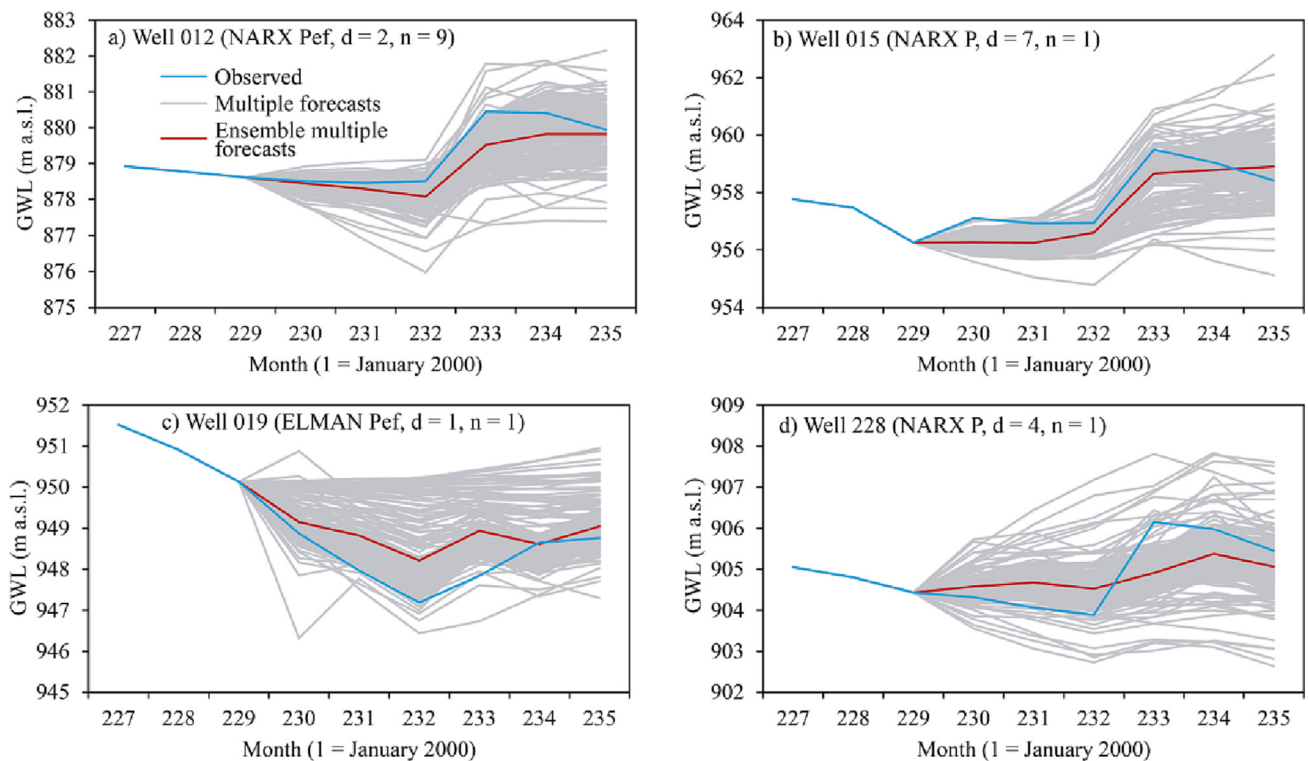 a) Well 012 (NARX Pef, d = 2, n = 9)
Observed
Multiple forecasts
Ensemble multiple
forecasts
GWL (m a.s.l.)
883
882
881
880
879
878
877
876
875
227 228 229 230 231 232 233 234 235
Month (1 = January 2000)
b) Well 015 (NARX P, d = 7, n = 1)
GWL (m a.s.l.)
964
962
960
958
956
954
227 228 229 230 231 232 233 234 235
Month (1 = January 2000)
c) Well 019 (ELMAN Pef, d = 1, n = 1)
GWL (m a.s.l.)
952
951
950
949
948
947
946
945
227 228 229 230 231 232 233 234 235
Month (1 = January 2000)
d) Well 228 (NARX P, d = 4, n = 1)
GWL (m a.s.l.)
909
908
907
906
905
904
903
902
227 228 229 230 231 232 233 234 235
Month (1 = January 2000)